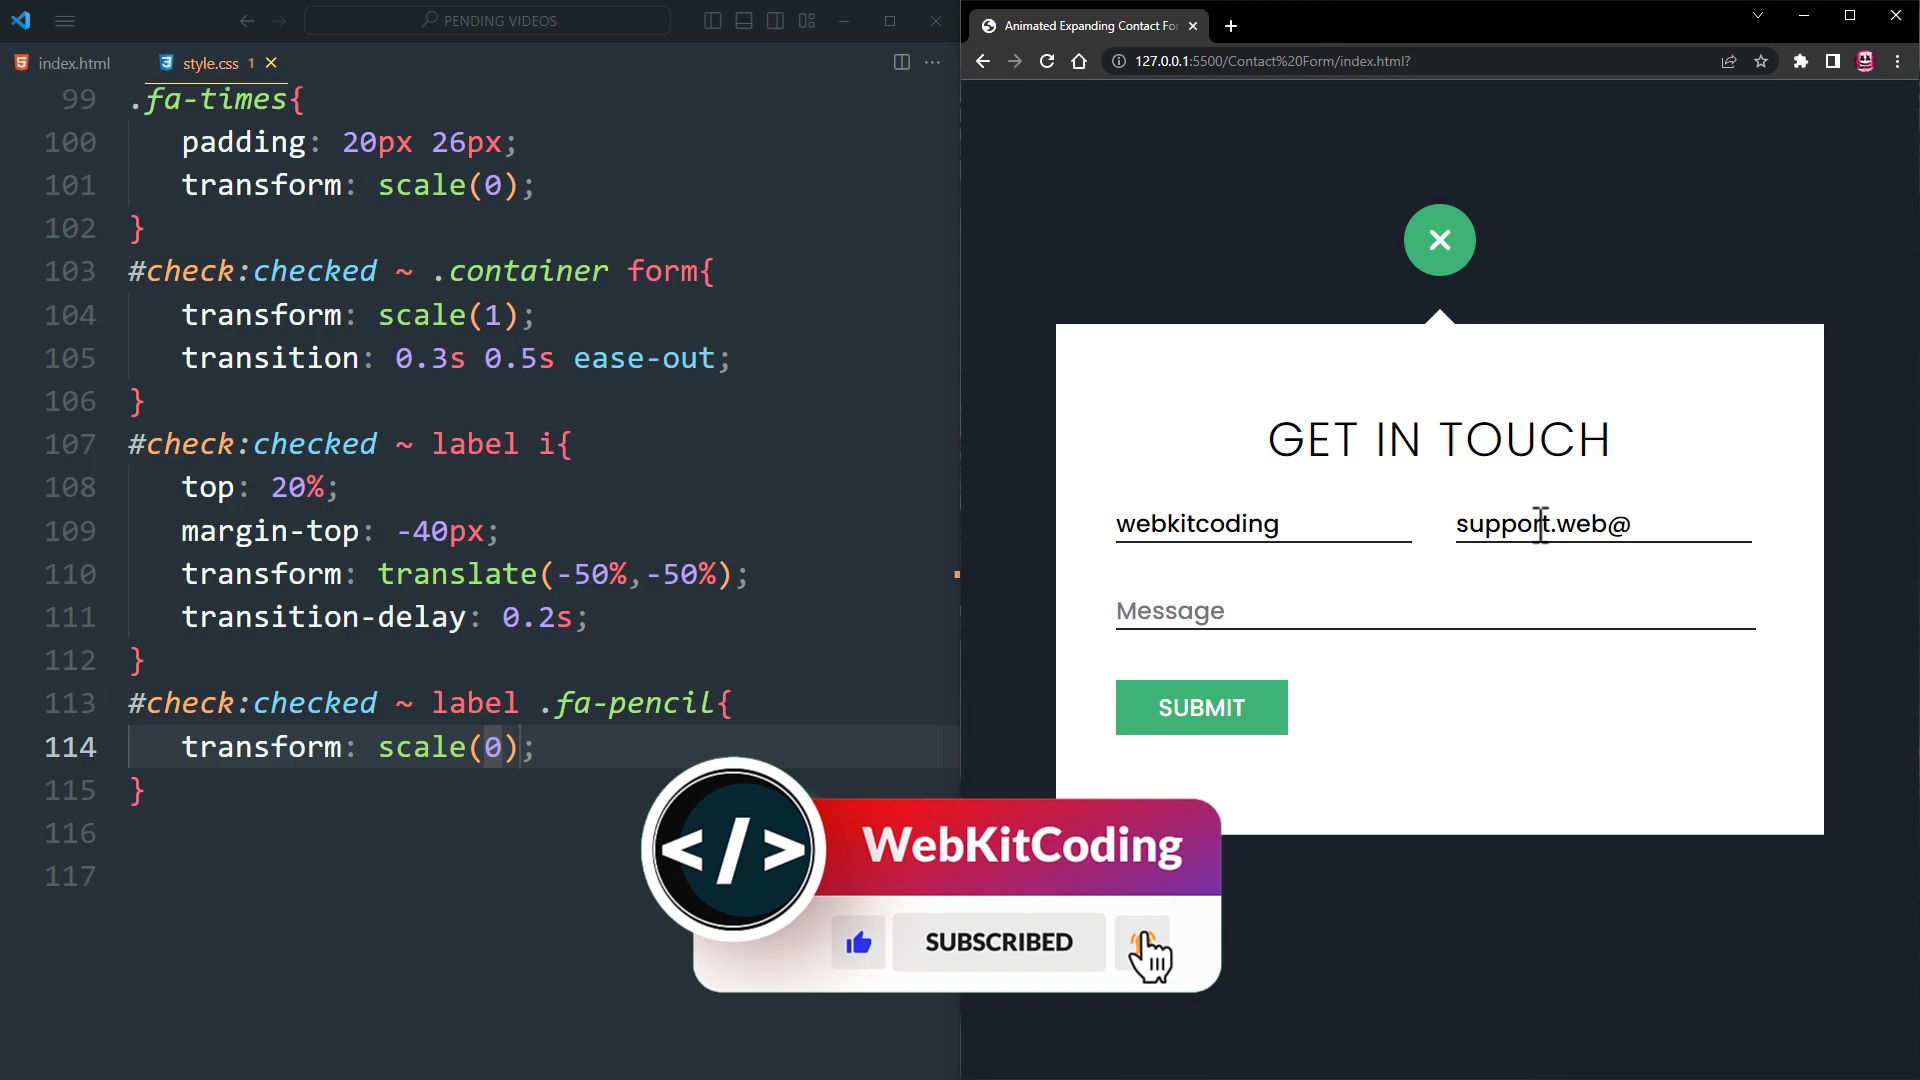 PENDING VIDEOS
index.html
style.css 1
99 .fa-times{
100 padding: 20px 26px;
101 transform: scale(0);
102 }
103 #check:checked ~ .container form{
104 transform: scale(1);
105 transition: 0.3s 0.5s ease-out;
106 }
107 #check:checked ~ label i{
108 top: 20%;
109 margin-top: -40px;
110 transform: translate(-50%,-50%);
111 transition-delay: 0.2s;
112 }
113 #check:checked ~ label .fa-pencil{
114 transform: scale(0);
115 }
116
117
Animated Expanding Contact For
127.0.0.1:5500/Contact%20Form/index.html?
GET IN TOUCH
webkitcoding
support.web@
Message
SUBMIT
</>
WebKitCoding
SUBSCRIBED